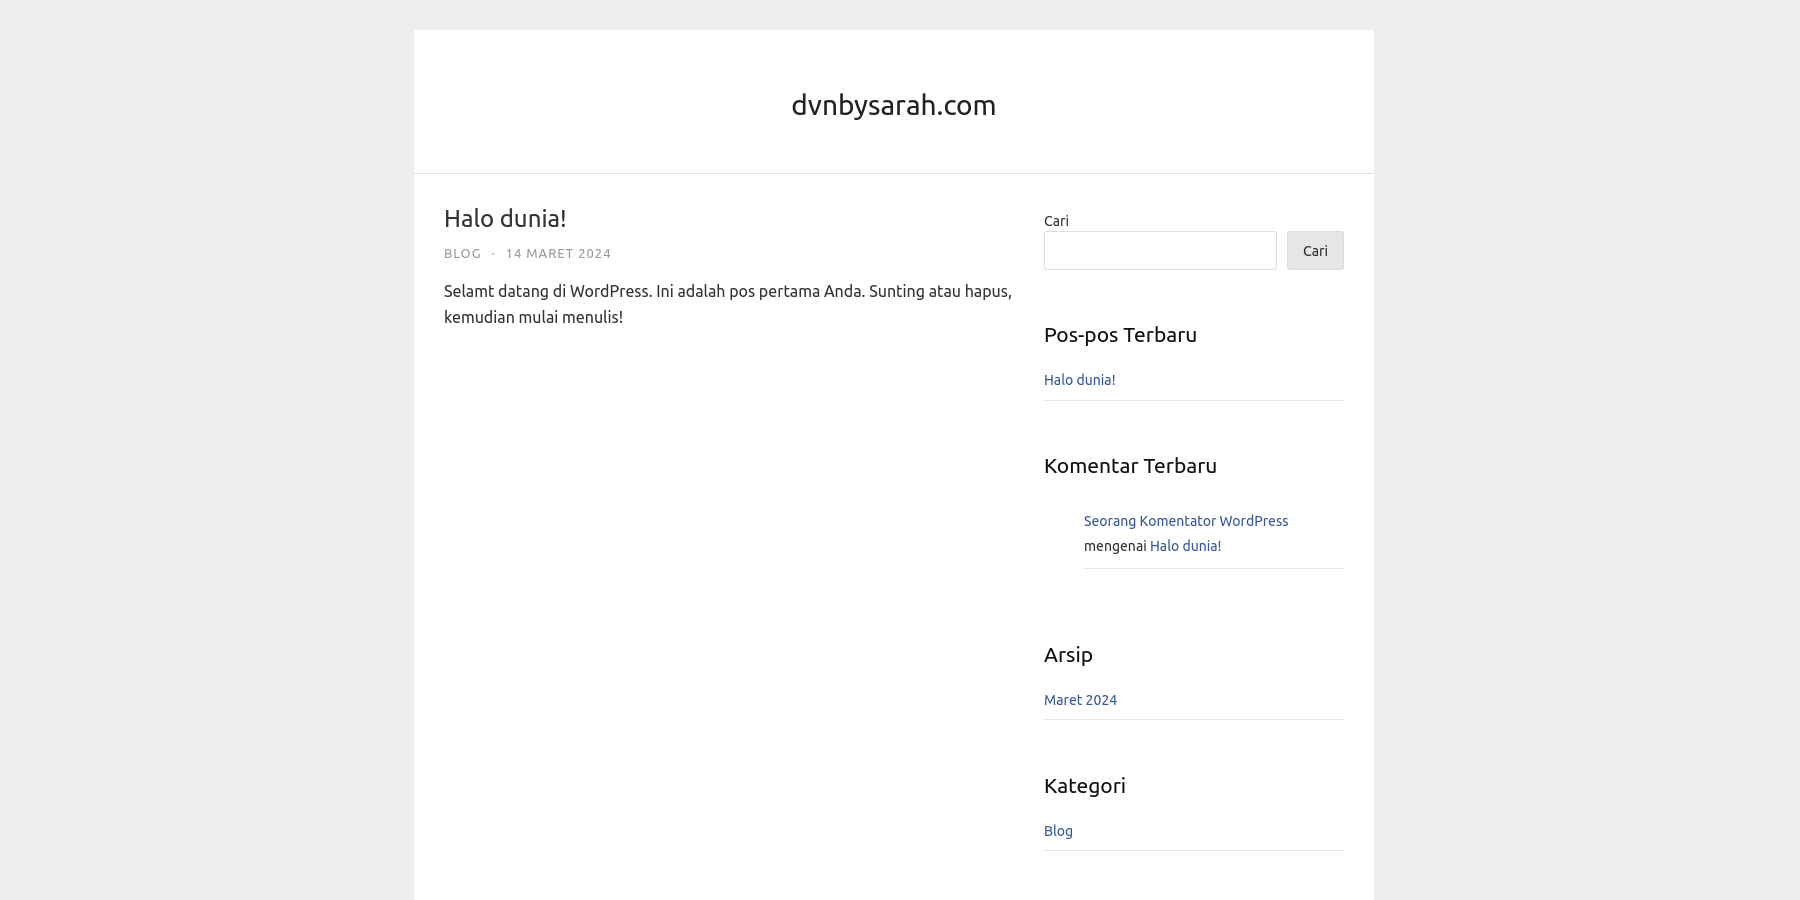 dvnbysarah.com
Halo dunia!
BLOG · 14 MARET 2024
Selamt datang di WordPress. Ini adalah pos pertama Anda. Sunting atau hapus,
kemudian mulai menulis!
Cari
Cari
Pos-pos Terbaru
Halo dunia!
Komentar Terbaru
Seorang Komentator WordPress
mengenai Halo dunia!
Arsip
Maret 2024
Kategori
Blog